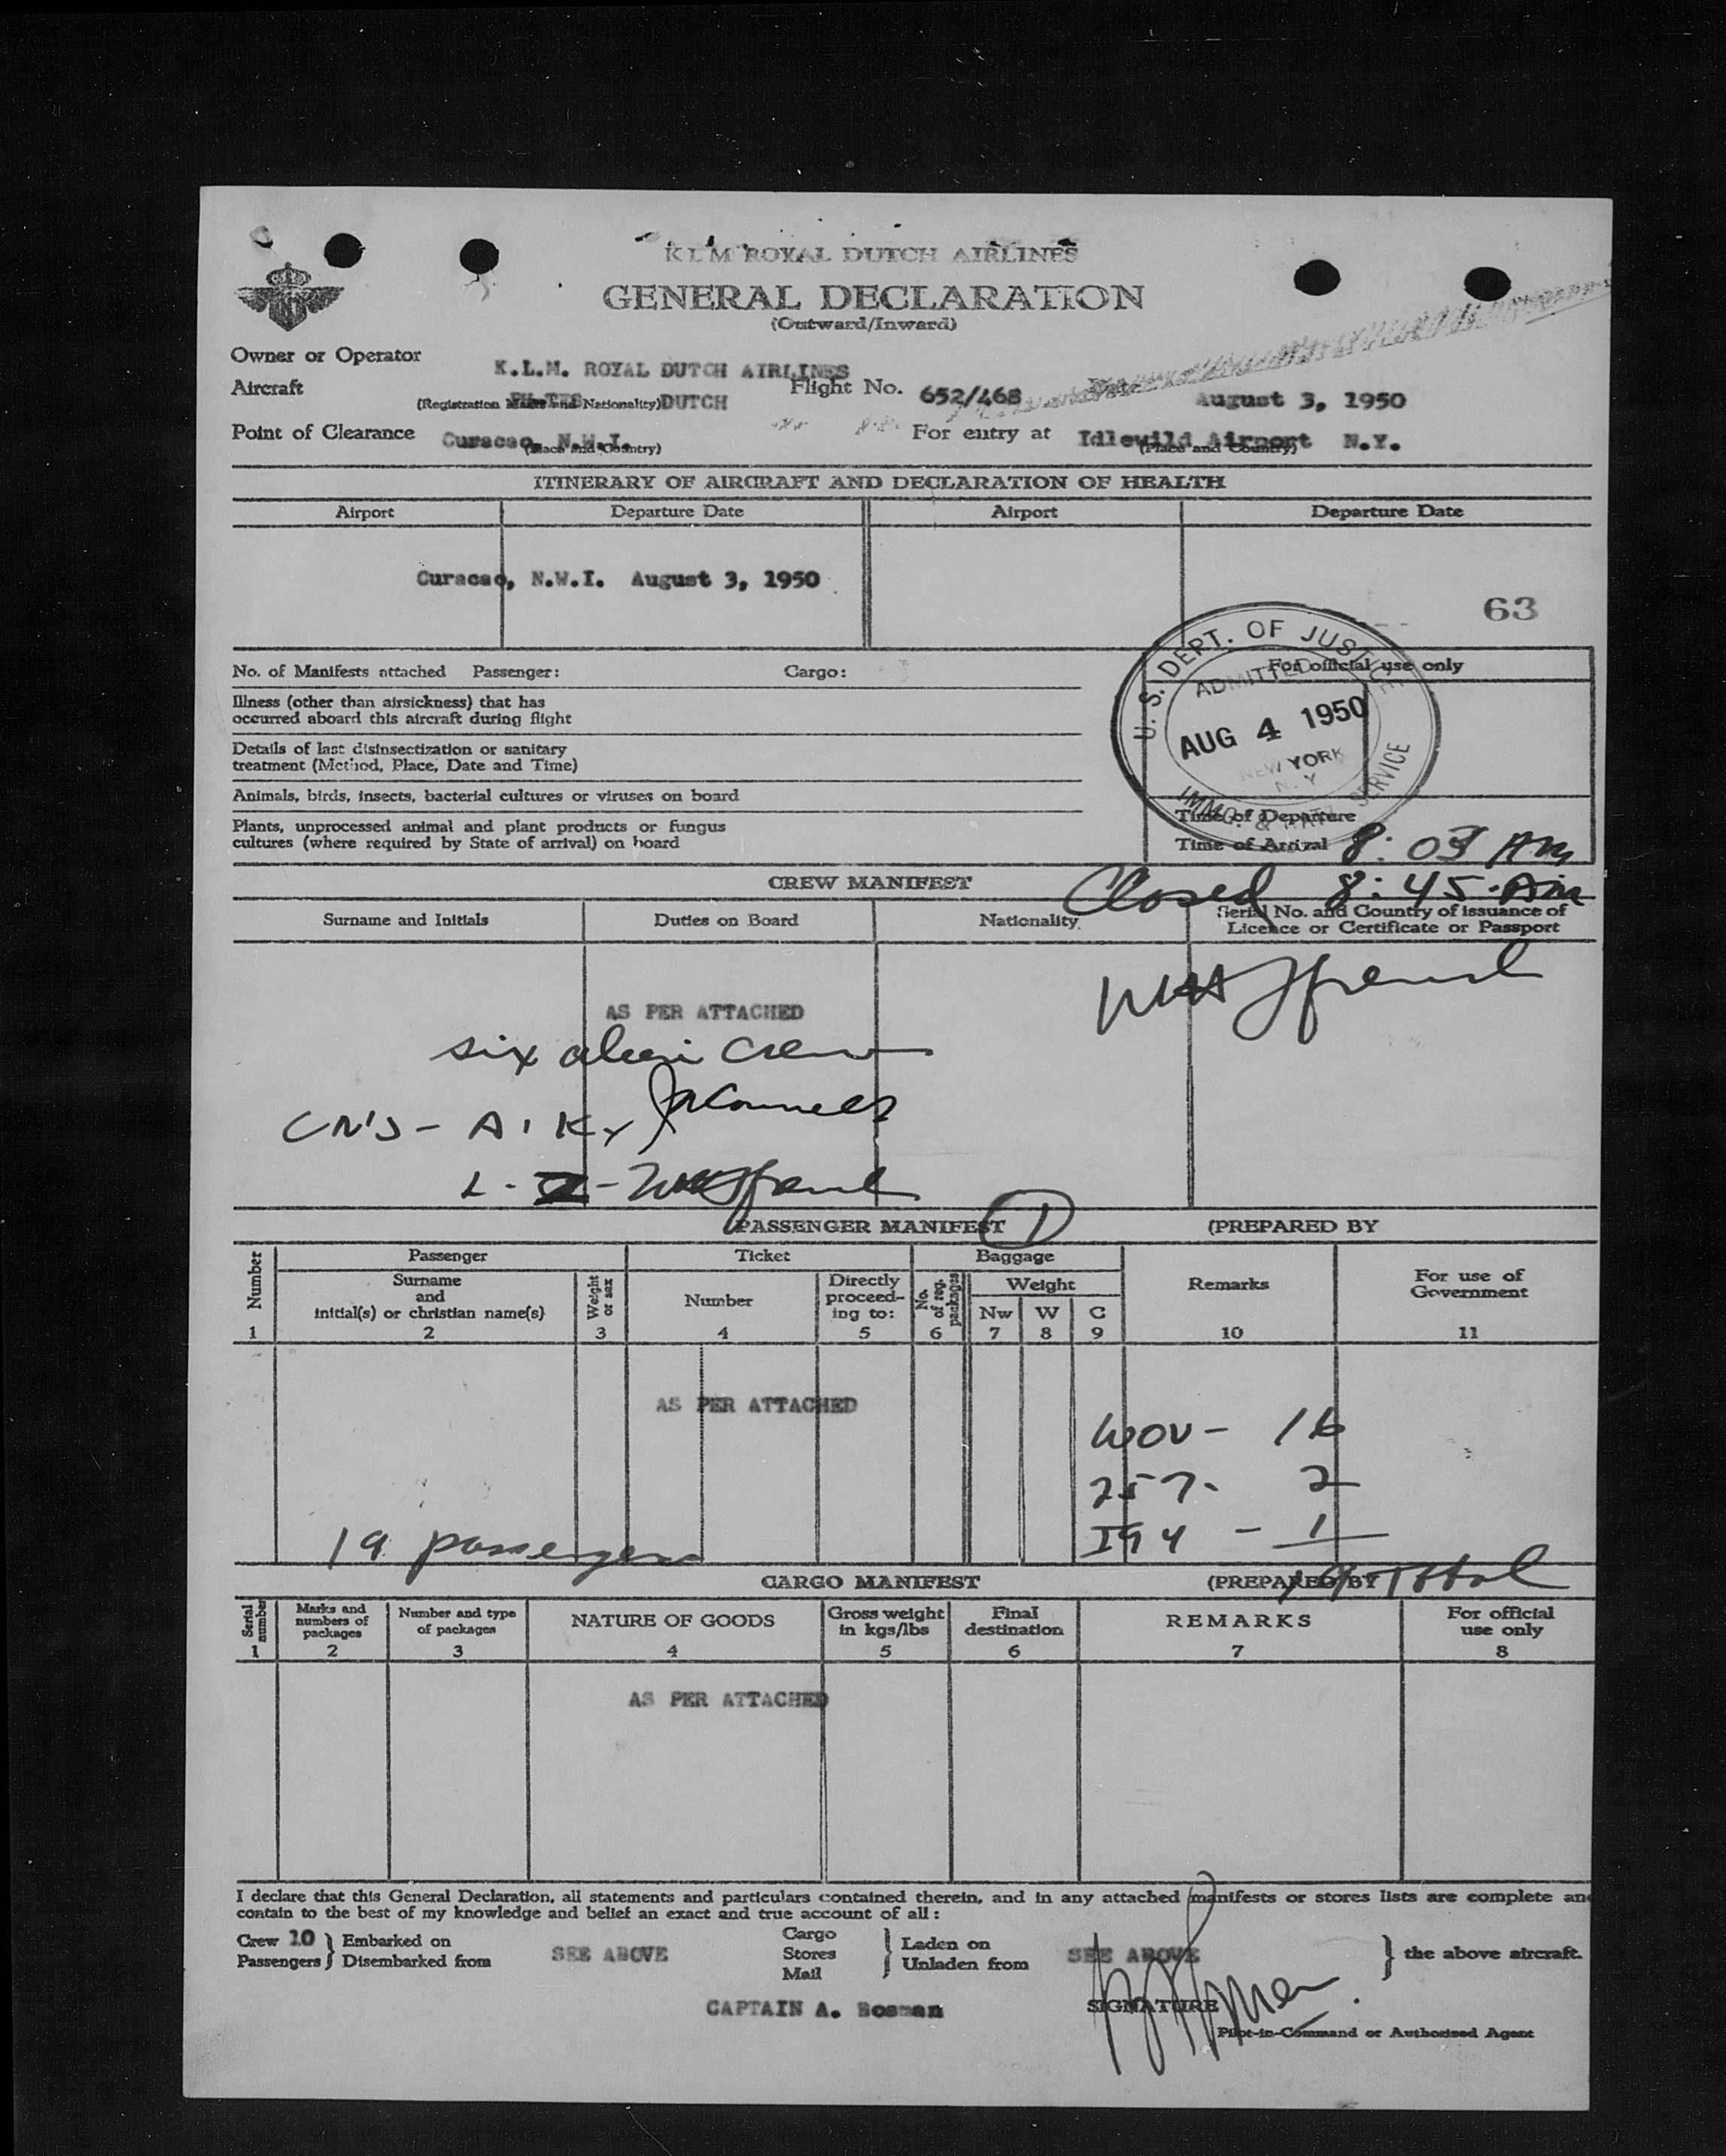 KLM ROYAL DUTCH AIRLINES
GENERAL DECLARATION
(Outward/Inward)
Owner or Operator K.L.M. ROYAL DUTCH AIRLINES
Aircraft (Registration Marks and Nationality) DUTCH Flight No. 652/468 Date August 3, 1950
Point of Clearance Curacao, N.W.I. (Place and Country) For entry at Idlewild Airport N.Y. (Place and Country)
ITINERARY OF AIRCRAFT AND DECLARATION OF HEALTH
Airport Departure Date Airport Departure Date
Curacao, N.W.I. August 3, 1950
63
No. of Manifests attached Passenger: Cargo:
For official use only
Illness (other than airsickness) that has
occurred aboard this aircraft during flight
Details of last disinsectization or sanitary
treatment (Method, Place, Date and Time)
Animals, birds, insects, bacterial cultures or viruses on board
Plants, unprocessed animal and plant products or fungus
cultures (where required by State of arrival) on board
U. S. DEPT. OF JUSTICE
ADMITTED
AUG 4 1950
NEW YORK
N. Y.
IMMIG. & NATZ. SERVICE
Time of Departure
Time of Arrival 8:03 AM
Closed 8:45 AM
CREW MANIFEST
Surname and Initials Duties on Board Nationality Serial No. and Country of issuance of
Licence or Certificate or Passport
AS PER ATTACHED
six alien crew
PASSENGER MANIFEST 1 (PREPARED BY
Number Passenger Ticket Baggage Remarks For use of
Government
Surname
and
initial(s) or christian name(s)
Weight or sex
Number
Directly
proceed-
ing to:
No. of reg. packages
Weight
Nw W C
1 2 3 4 5 6 7 8 9 10 11
AS PER ATTACHED
WOV - 16
257 - 2
I94 - 1
19 passengers
19 Total
CARGO MANIFEST (PREPARED BY
Serial number
Marks and
numbers of
packages
Number and type
of packages
NATURE OF GOODS
Gross weight
in kgs/lbs
Final
destination
REMARKS
For official
use only
1 2 3 4 5 6 7 8
AS PER ATTACHED
I declare that this General Declaration, all statements and particulars contained therein, and in any attached manifests or stores lists are complete and
contain to the best of my knowledge and belief an exact and true account of all:
Crew 10 Embarked on
Passengers Disembarked from
SEE ABOVE
Cargo
Stores
Mail
Laden on
Unladen from
SEE ABOVE
the above aircraft.
CAPTAIN A. Bosman SIGNATURE
Pilot-in-Command or Authorised Agent